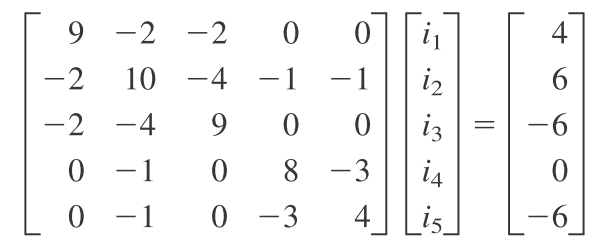 9 −2 −2 0 0 i₁ 4
−2 10 −4 −1 −1 i₂ 6
−2 −4 9 0 0 i₃ = −6
0 −1 0 8 −3 i₄ 0
0 −1 0 −3 4 i₅ −6